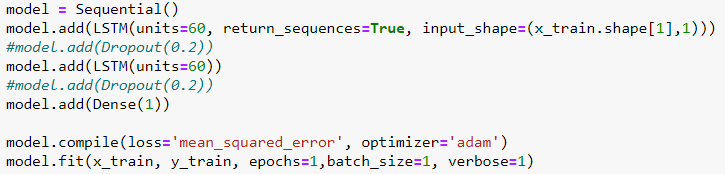 model = Sequential()
model.add(LSTM(units=60, return_sequences=True, input_shape=(x_train.shape[1],1)))
#model.add(Dropout(0.2))
model.add(LSTM(units=60))
#model.add(Dropout(0.2))
model.add(Dense(1))
model.compile(loss='mean_squared_error', optimizer='adam')
model.fit(x_train, y_train, epochs=1,batch_size=1, verbose=1)